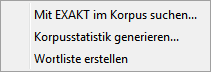 Mit EXAKT im Korpus suchen...
Korpusstatistik generieren...
Wortliste erstellen